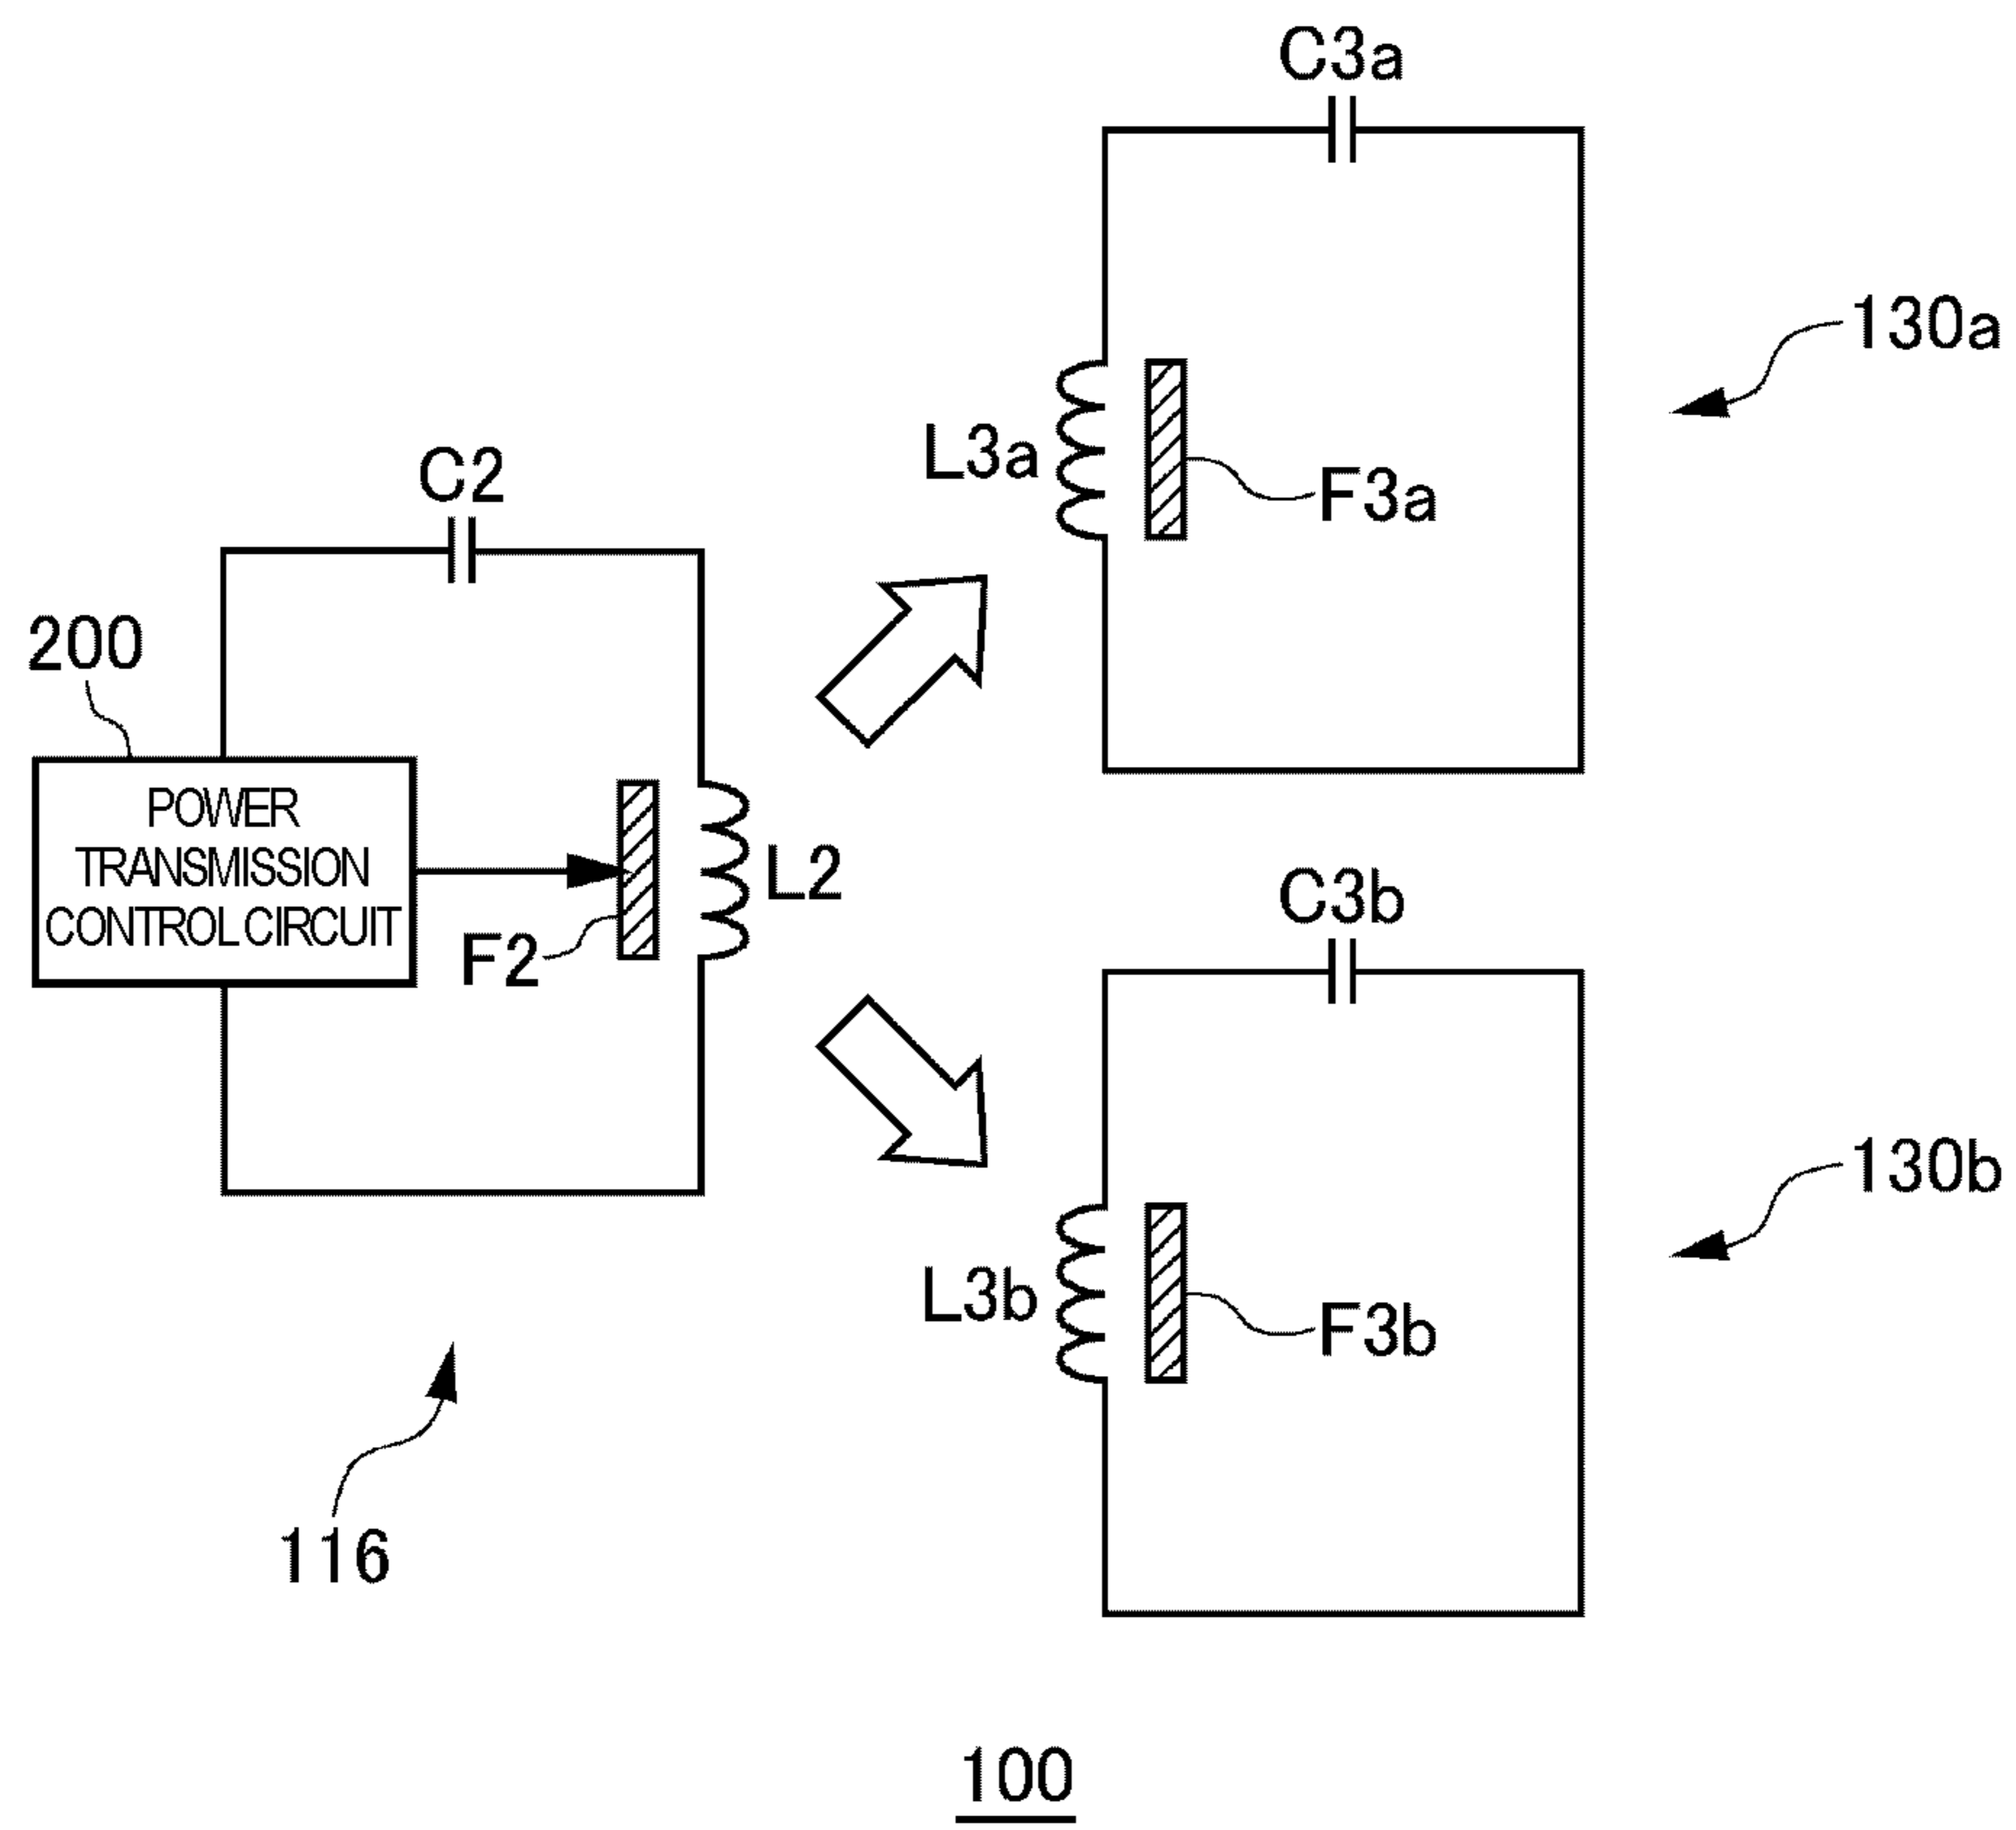 C3a
130a
L3a
F3a
C2
200
POWER
TRANSMISSION
CONTROL CIRCUIT
F2
L2
C3b
130b
L3b
F3b
116
100